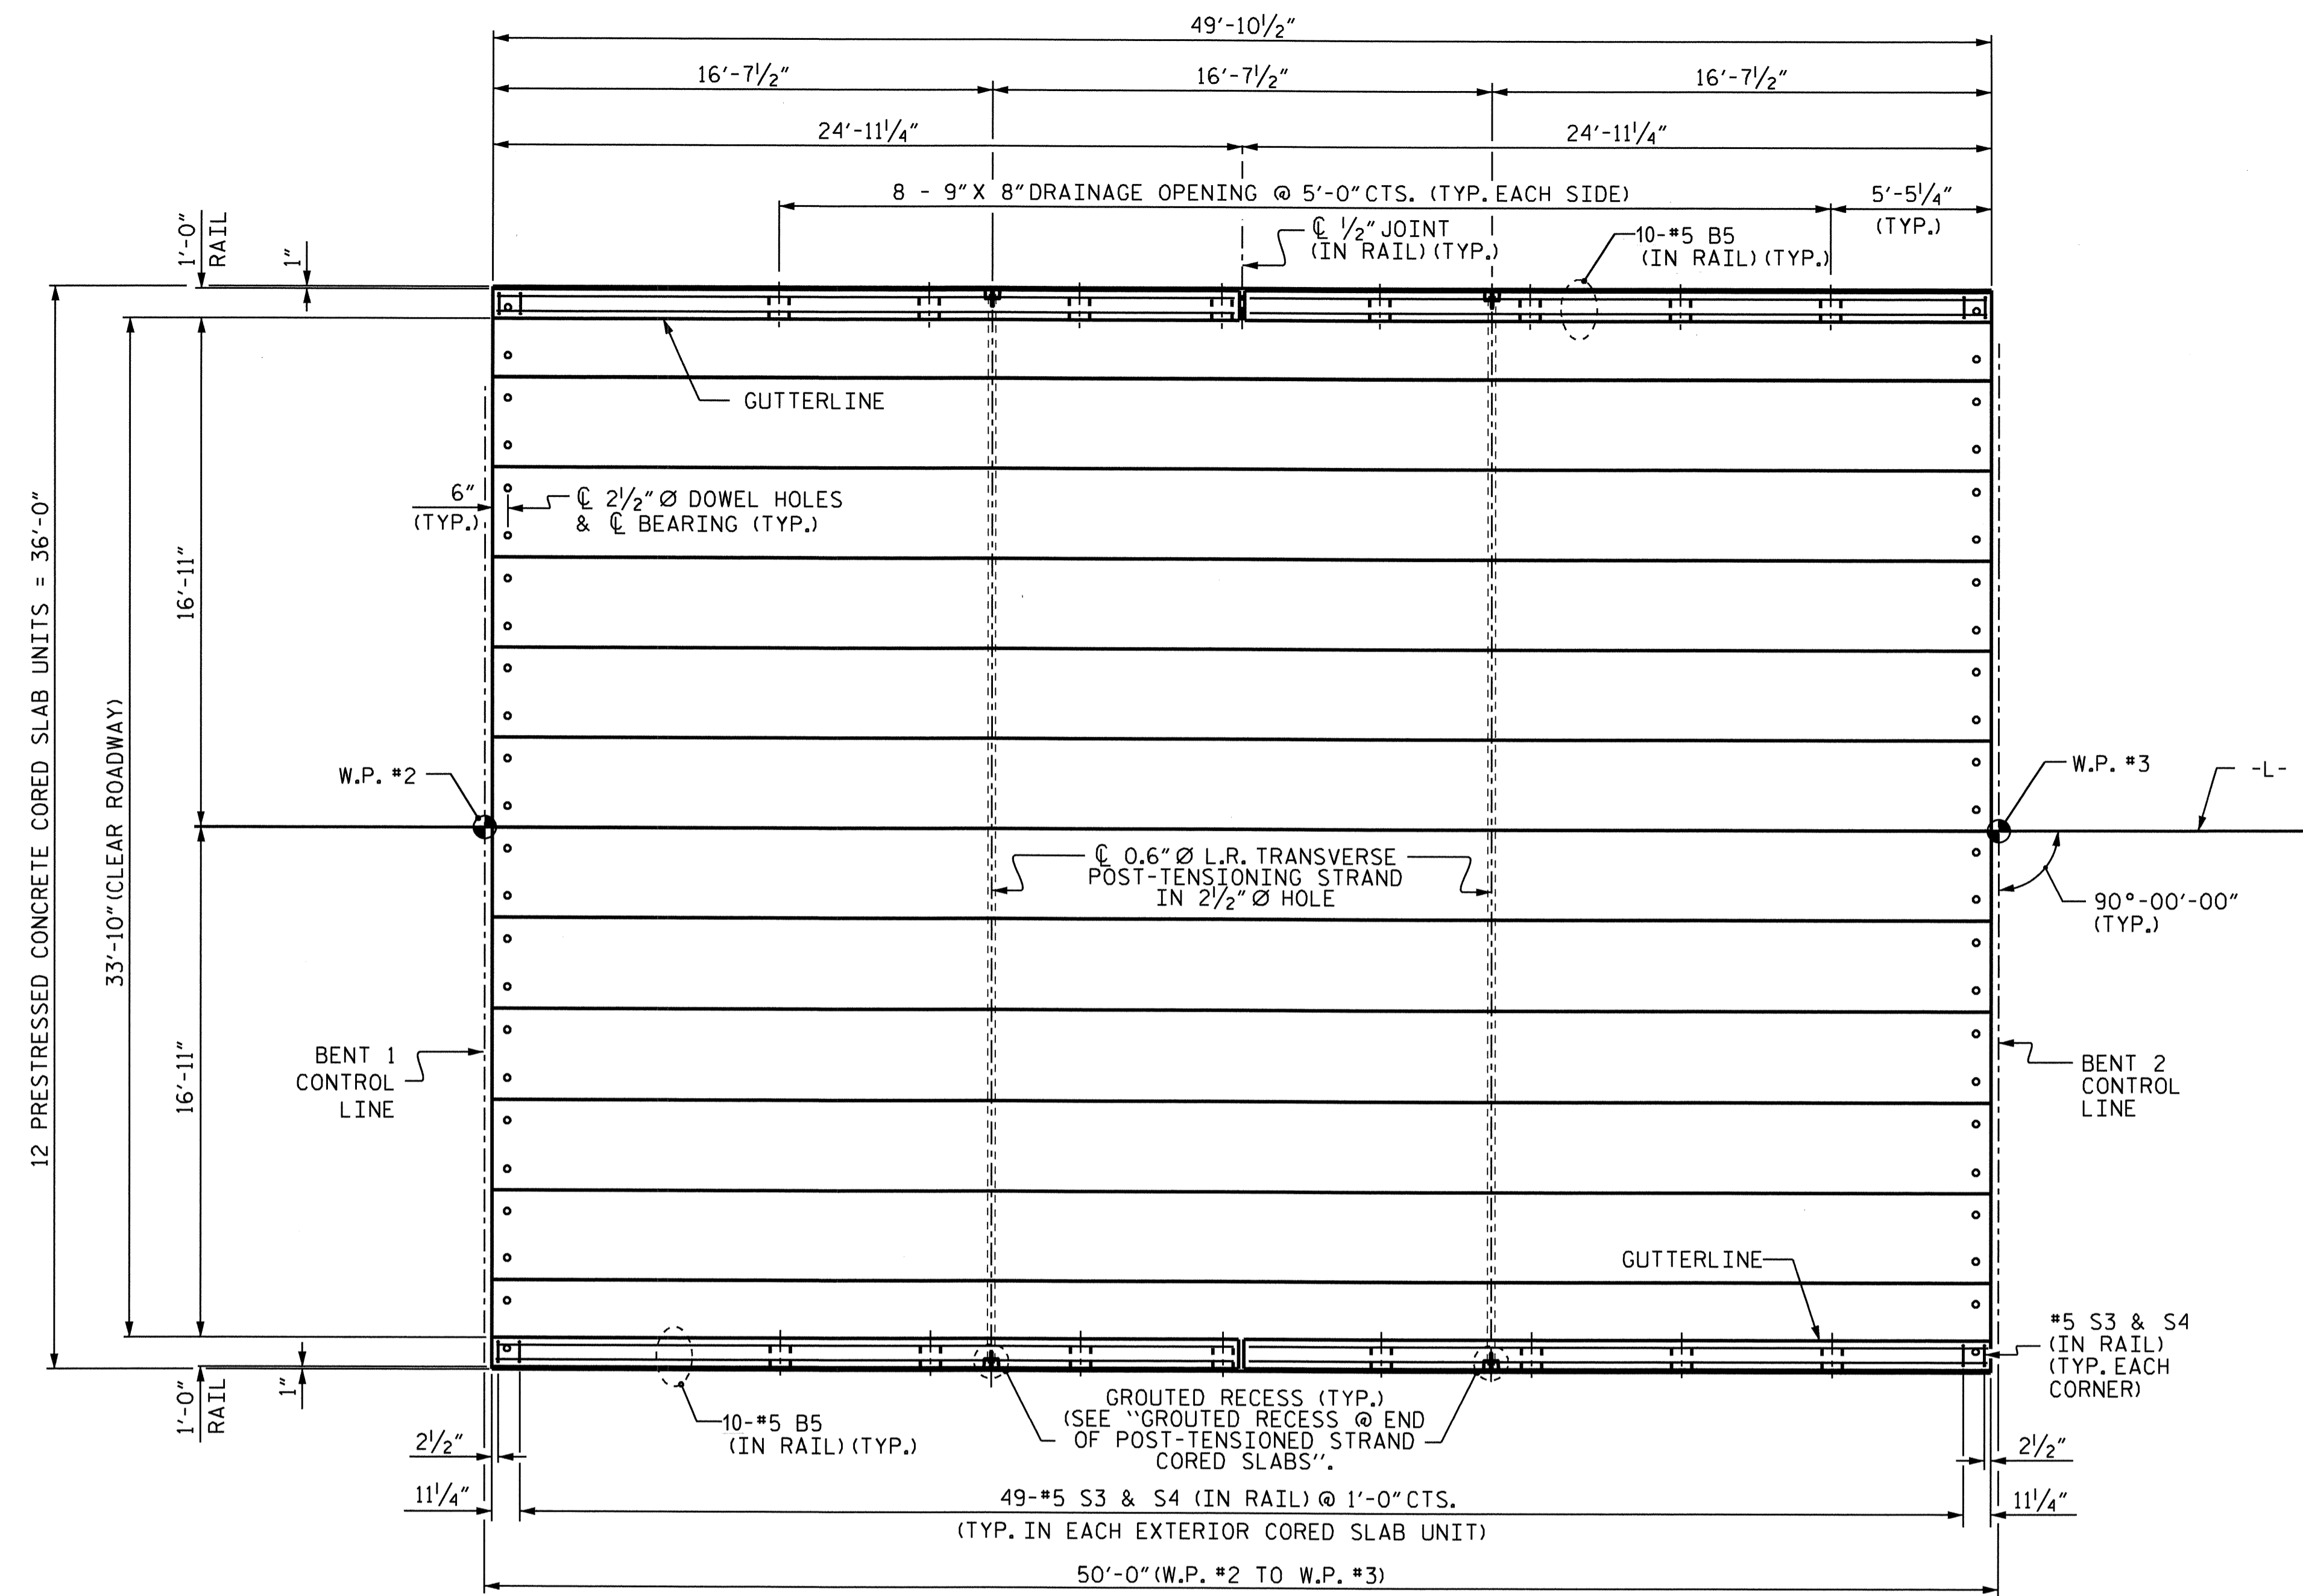 49'-10½"
16'-7½"
16'-7½"
16'-7½"
24'-11¼"
24'-11¼"
8 - 9" X 8" DRAINAGE OPENING @ 5'-0" CTS. (TYP. EACH SIDE)
5'-5¼"
(TYP.)
1'-0"
RAIL
1"
℄ ½" JOINT
(IN RAIL) (TYP.)
10-#5 B5
(IN RAIL) (TYP.)
GUTTERLINE
6"
(TYP.)
℄ 2½" Ø DOWEL HOLES
& ℄ BEARING (TYP.)
12 PRESTRESSED CONCRETE CORED SLAB UNITS = 36'-0"
33'-10" (CLEAR ROADWAY)
16'-11"
16'-11"
W.P. #2
W.P. #3
-L-
℄ 0.6" Ø L.R. TRANSVERSE
POST-TENSIONING STRAND
IN 2½" Ø HOLE
90°-00'-00"
(TYP.)
BENT 1
CONTROL
LINE
BENT 2
CONTROL
LINE
GUTTERLINE
#5 S3 & S4
(IN RAIL)
(TYP. EACH
CORNER)
1'-0"
RAIL
1"
10-#5 B5
(IN RAIL) (TYP.)
GROUTED RECESS (TYP.)
(SEE "GROUTED RECESS @ END
OF POST-TENSIONED STRAND
CORED SLABS".
2½"
2½"
11¼"
49-#5 S3 & S4 (IN RAIL) @ 1'-0" CTS.
11¼"
(TYP. IN EACH EXTERIOR CORED SLAB UNIT)
50'-0" (W.P. #2 TO W.P. #3)